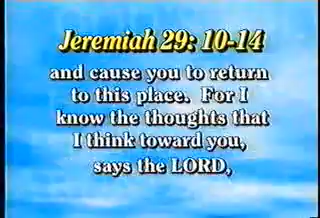 Jeremiah 29: 10-14
and cause you to return
to this place. For I
know the thoughts that
I think toward you,
says the LORD,